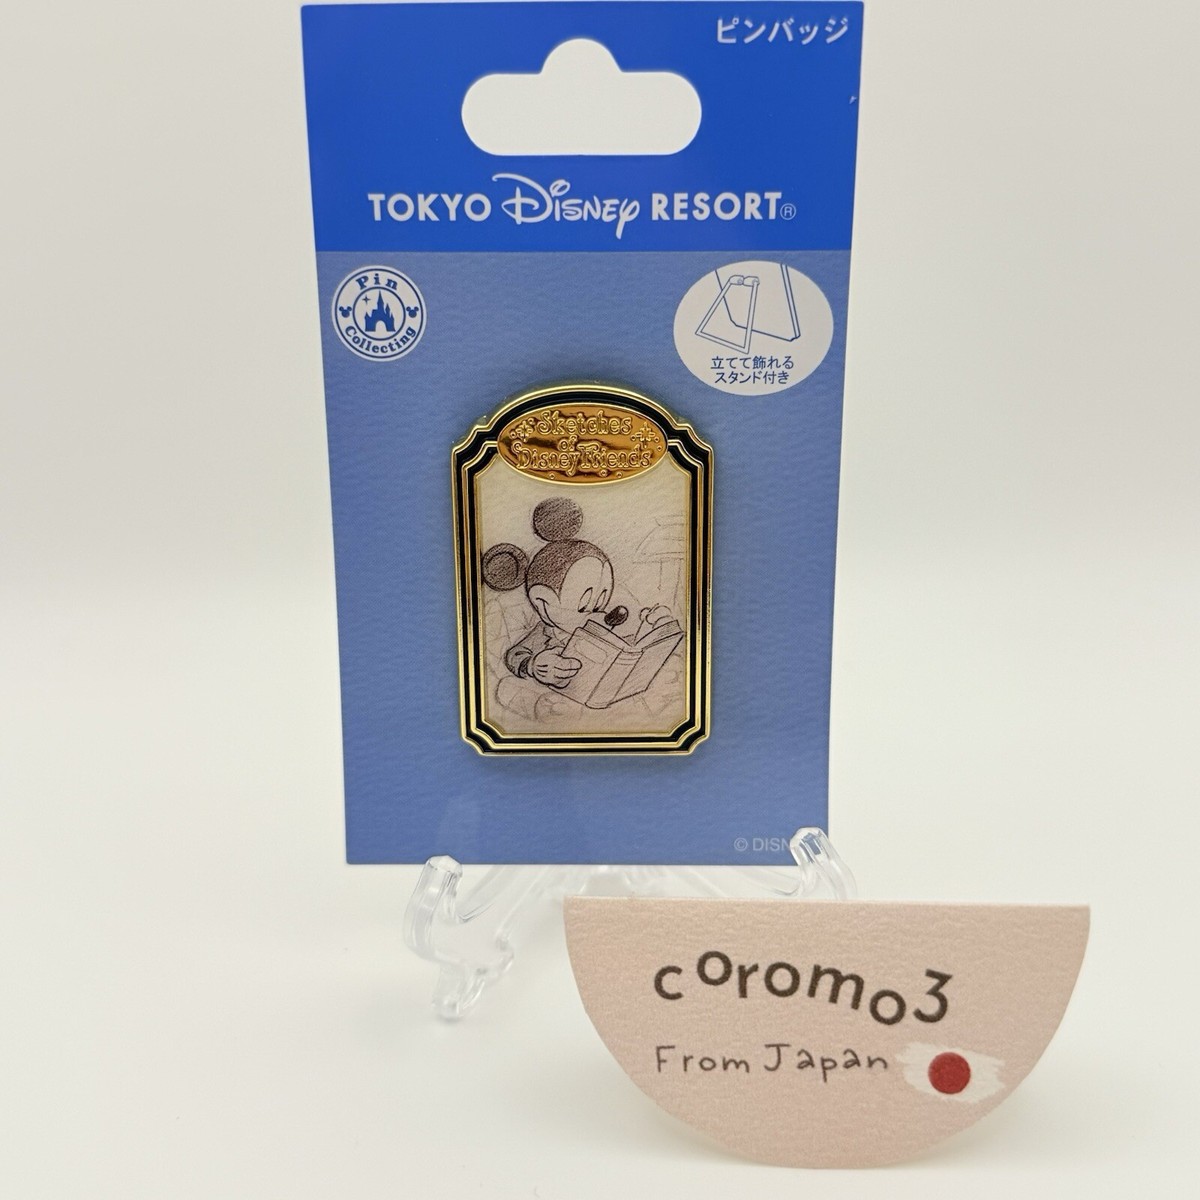 ピンバッジ
TOKYO Disney RESORT®
Pin
Collecting
立てて飾れる
スタンド付き
Sketches
of
Disney Friends
© DISN
coromo3
From Japan